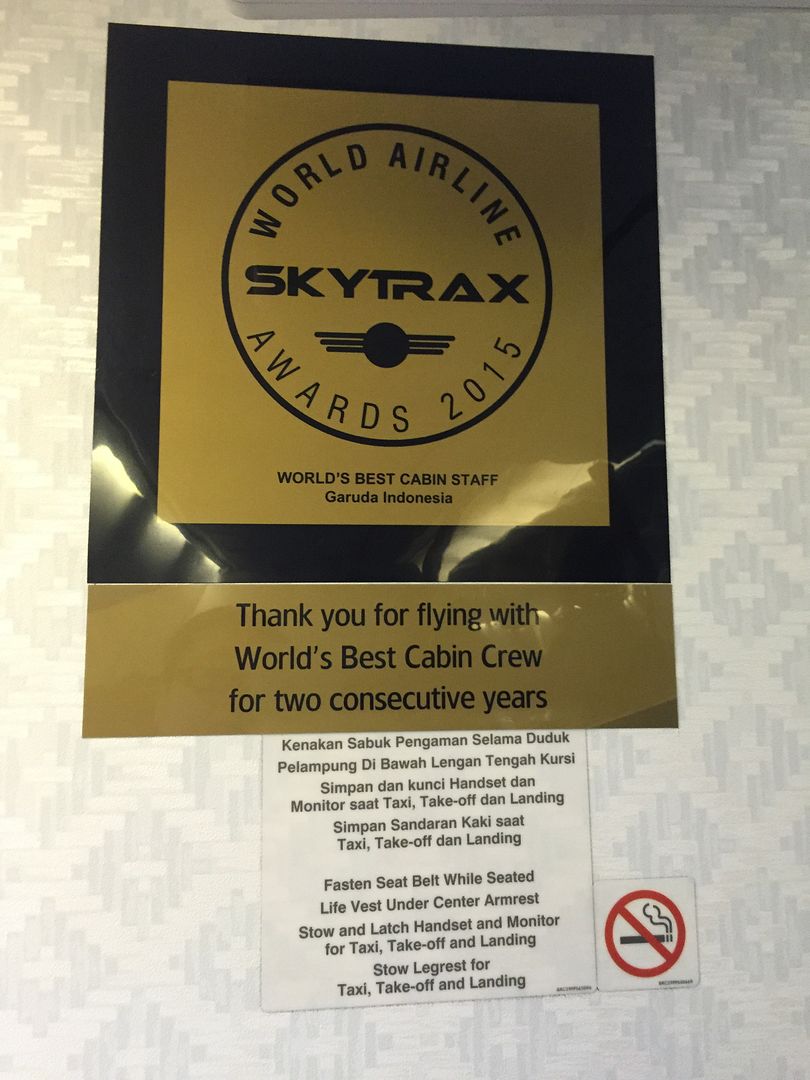 WORLD AIRLINE
SKYTRAX
AWARDS 2015
WORLD'S BEST CABIN STAFF
Garuda Indonesia
Thank you for flying with
World's Best Cabin Crew
for two consecutive years
Kenakan Sabuk Pengaman Selama Duduk
Pelampung Di Bawah Lengan Tengah Kursi
Simpan dan kunci Handset dan
Monitor saat Taxi, Take-off dan Landing
Simpan Sandaran Kaki saat
Taxi, Take-off dan Landing
Fasten Seat Belt While Seated
Life Vest Under Center Armrest
Stow and Latch Handset and Monitor
for Taxi, Take-off and Landing
Stow Legrest for
Taxi, Take-off and Landing